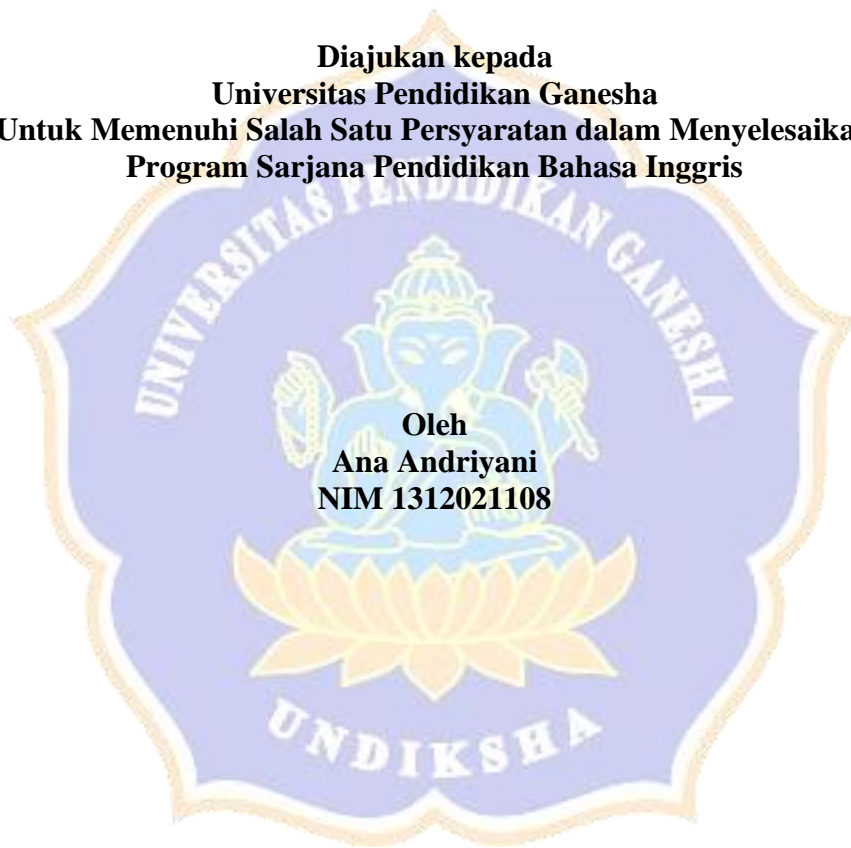 Diajukan kepada
Universitas Pendidikan Ganesha
Untuk Memenuhi Salah Satu Persyaratan dalam Menyelesaika
Program Sarjana Pendidikan Bahasa Inggris
UNIVERSITAS PENDIDIKAN GANESHA
Oleh
Ana Andriyani
NIM 1312021108
UNDIKSHA